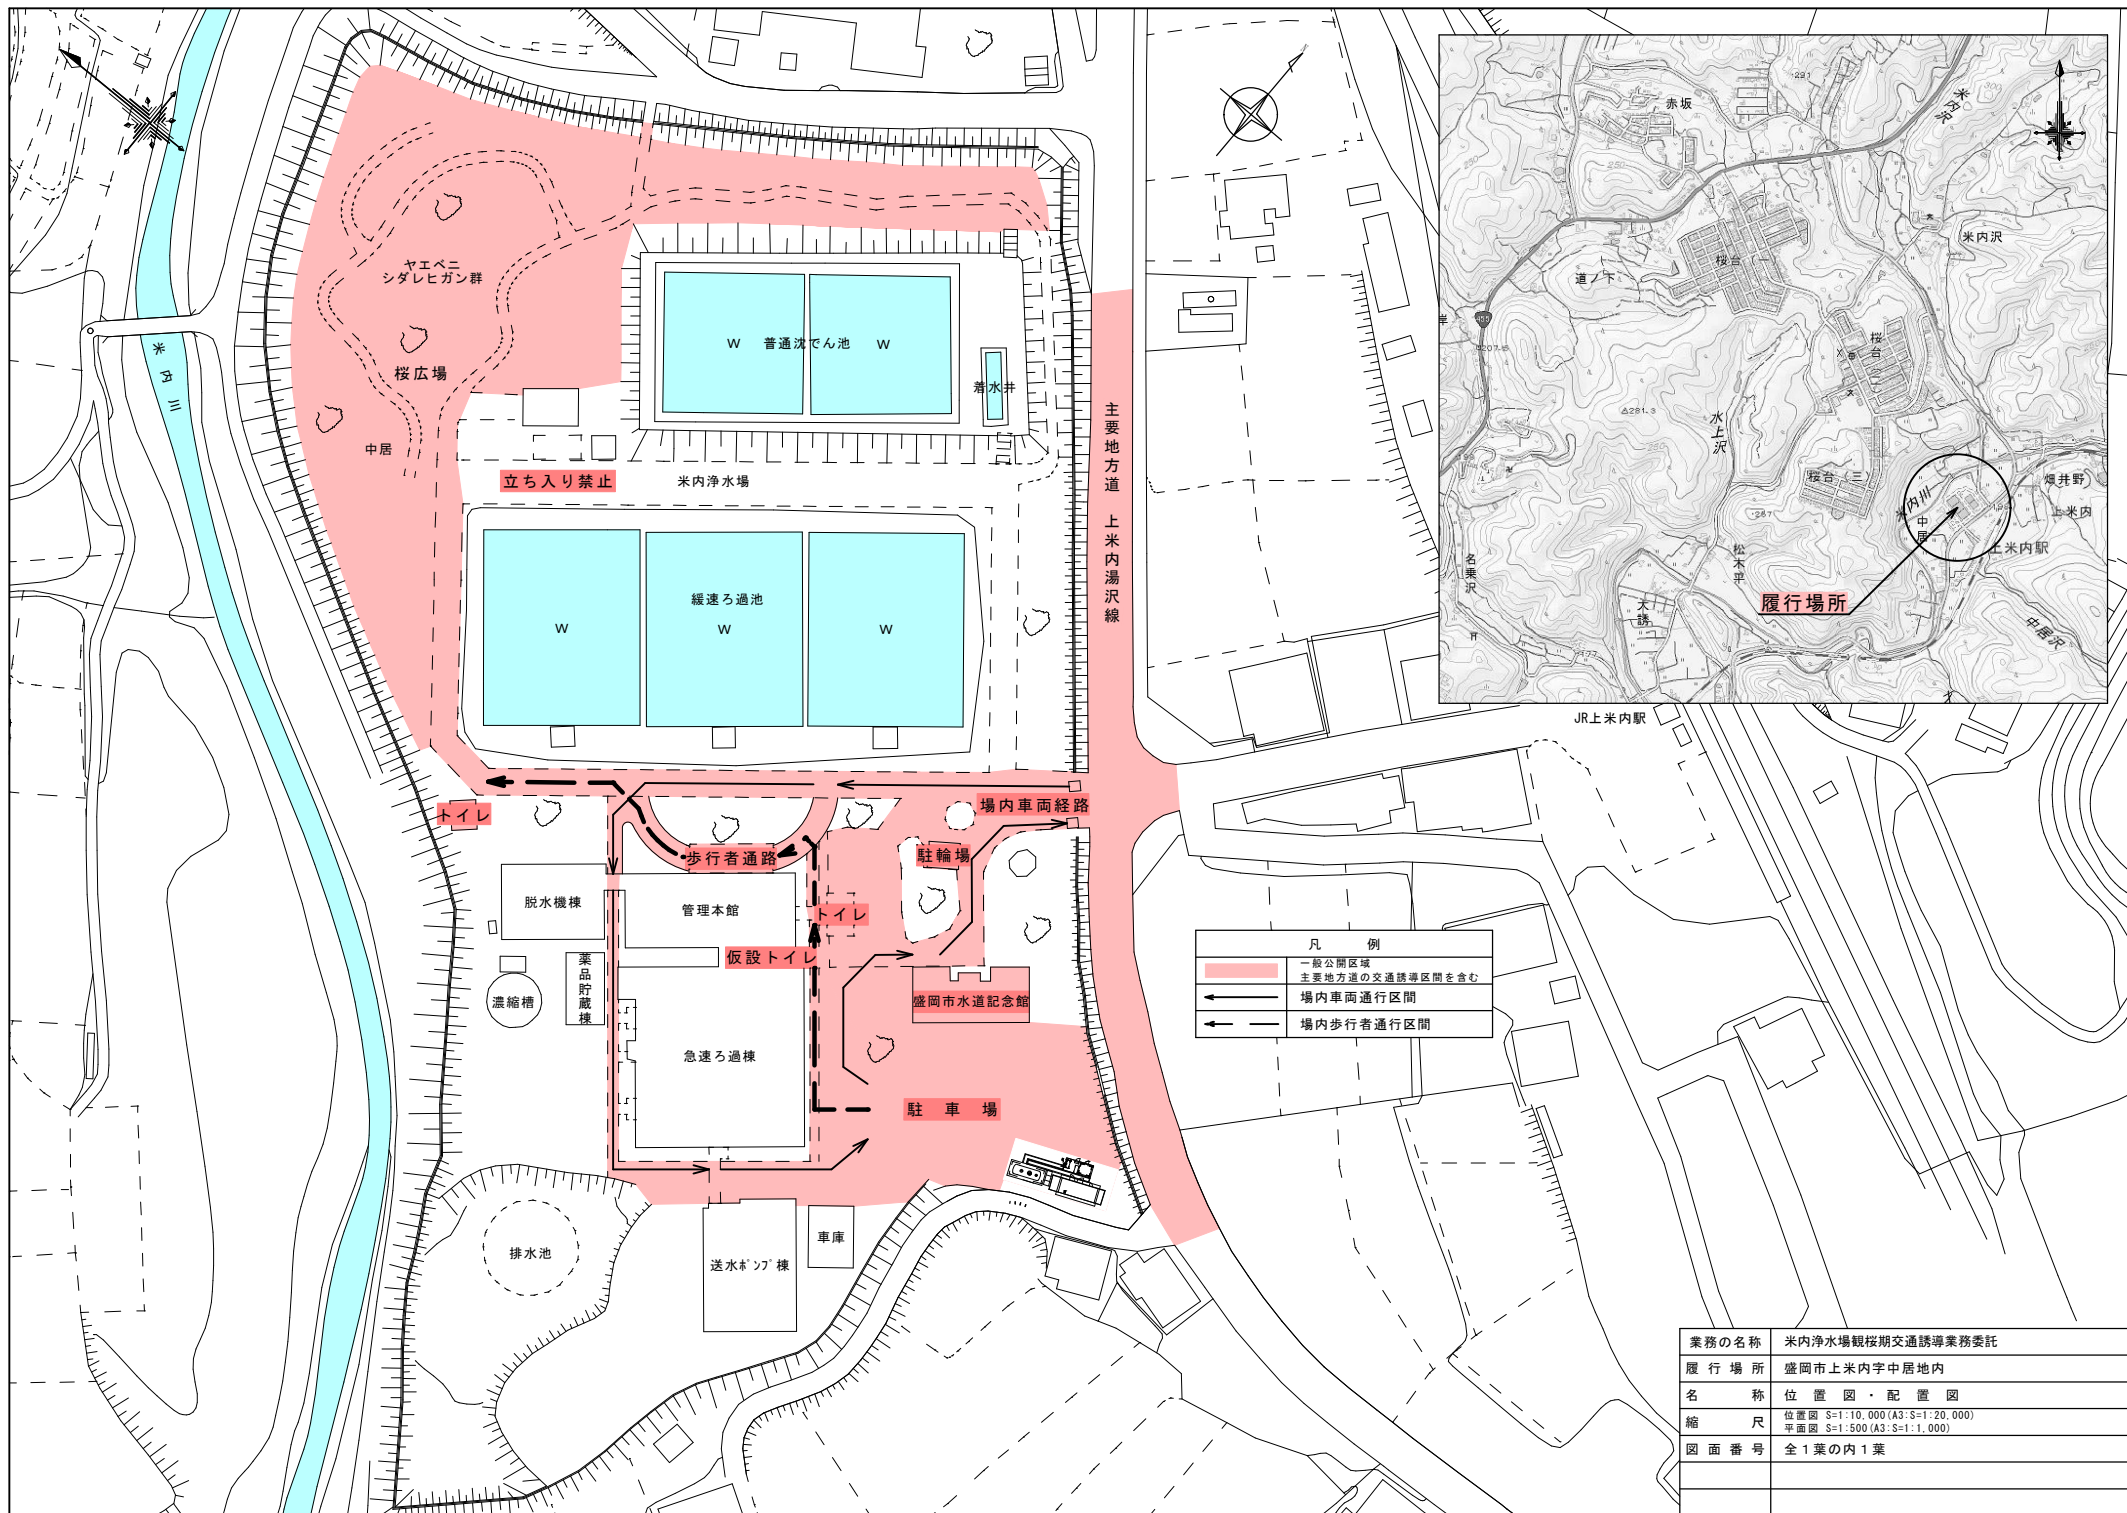 ヤエベニ
シダレヒガン群
桜広場
中居
米内川
W
普通沈でん池
W
着水井
立ち入り禁止
米内浄水場
緩速ろ過池
W
W
W
主要地方道 上米内湯沢線
トイレ
場内車両経路
歩行者通路
駐輪場
脱水機棟
管理本館
トイレ
仮設トイレ
薬品貯蔵棟
濃縮槽
盛岡市水道記念館
急速ろ過棟
駐車場
排水池
送水ポンプ棟
車庫
JR上米内駅
赤坂
米内沢
米内沢
桜台(一)
道ノ下
桜台(二)
水上沢
桜台(三)
畑井野
上米内
上米内駅
米内川
中居
松木平
名乗沢
大誘
中居沢
履行場所
455
281.3
凡 例
一般公開区域
主要地方道の交通誘導区間を含む
場内車両通行区間
場内歩行者通行区間
業務の名称 米内浄水場観桜期交通誘導業務委託
履行場所 盛岡市上米内字中居地内
名称 位置図・配置図
縮尺 位置図 S=1:10,000(A3:S=1:20,000)
平面図 S=1:500(A3:S=1:1,000)
図面番号 全1葉の内1葉